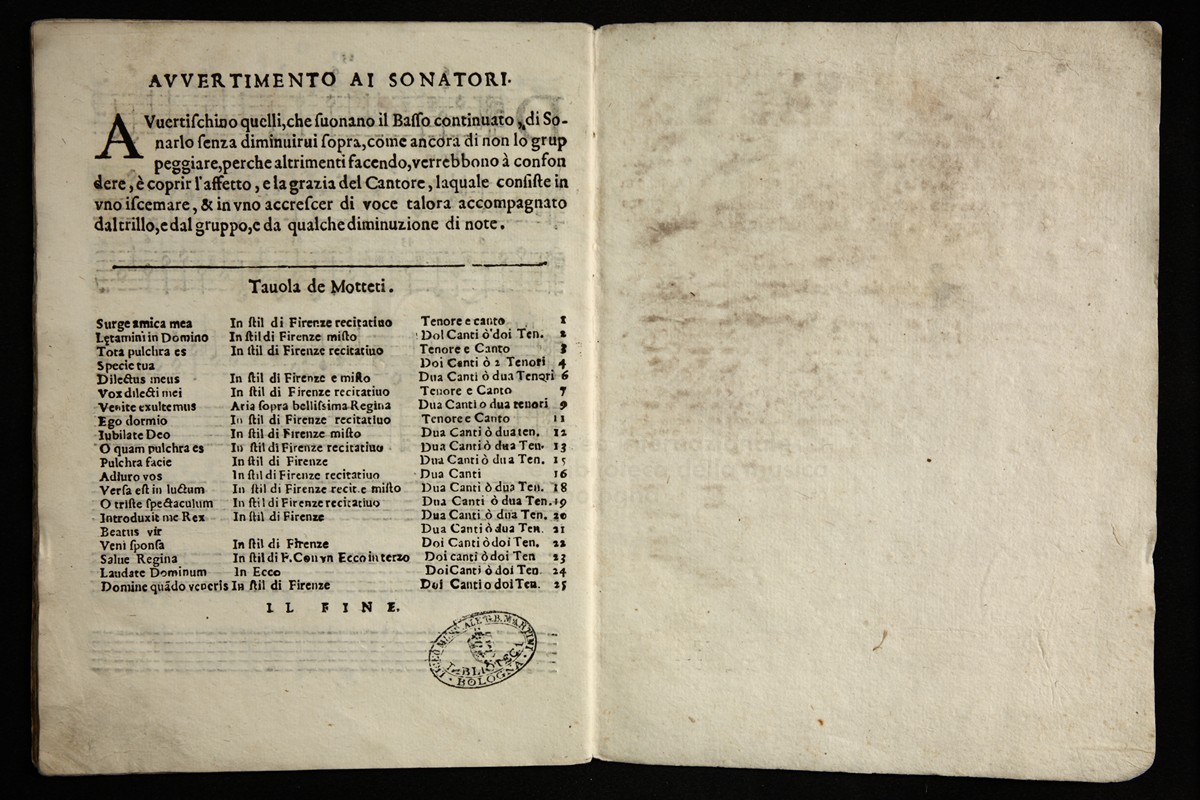 AVVERTIMENTO AI SONATORI.
AVuertiſchino quelli, che ſuonano il Baſſo continuato, di So-
narlo ſenza diminuirui ſopra, come ancora di non lo grup
peggiare, perche altrimenti facendo, verrebbono à confon
dere, è coprir l'affetto, e la grazia del Cantore, laquale conſiſte in
vno iſcemare, & in vno accreſcer di voce talora accompagnato
dal trillo, e dal gruppo, e da qualche diminuzione di note.
Tauola de Motteti.
Surge amica mea In ſtil di Firenze recitatiuo Tenore e canto 1
Letamini in Domino In ſtil di Firenze miſto Doi Canti ò doi Ten. 2
Tota pulchra es In ſtil di Firenze recitatiuo Tenore e Canto 3
Specie tua Doi Canti ò 2 Tenori 4
Dilectus meus In ſtil di Firenze e miſto Dua Canti ò dua Tenori 6
Vox dilecti mei In ſtil di Firenze recitatiuo Tenore e Canto 7
Venite exultemus Aria ſopra belliſsima Regina Dua Canti o dua tenori 9
Ego dormio In ſtil di Firenze recitatiuo Tenore e Canto 11
Iubilate Deo In ſtil di Firenze miſto Dua Canti ò dua ten. 12
O quam pulchra es In ſtil di Firenze recitatiuo Dua Canti ò dua Ten. 13
Pulchra facie In ſtil di Firenze Dua Canti ò dua Ten. 15
Adiuro vos In ſtil di Firenze recitatiuo Dua Canti 16
Verſa eſt in luctum In ſtil di Firenze recit.e miſto Dua Canti ò dua Ten. 18
O triſte ſpectaculum In ſtil di Firenze recitatiuo Dua Canti ò dua Ten. 19
Introduxit me Rex In ſtil di Firenze Dua Canti ò dua Ten. 20
Beatus vir Dua Canti ò dua Ten. 21
Veni ſponſa In ſtil di Firenze Doi Canti ò doi Ten. 22
Salue Regina In ſtil di F. Con vn Ecco in terzo Doi canti ò doi Ten 23
Laudate Dominum In Ecco Doi Canti ò doi Ten. 24
Domine quãdo veneris In ſtil di Firenze Doi Canti o doi Ten. 25
IL FINE.
LICEO MUSICALE G.B. MARTINI
BIBLIOTECA
BOLOGNA